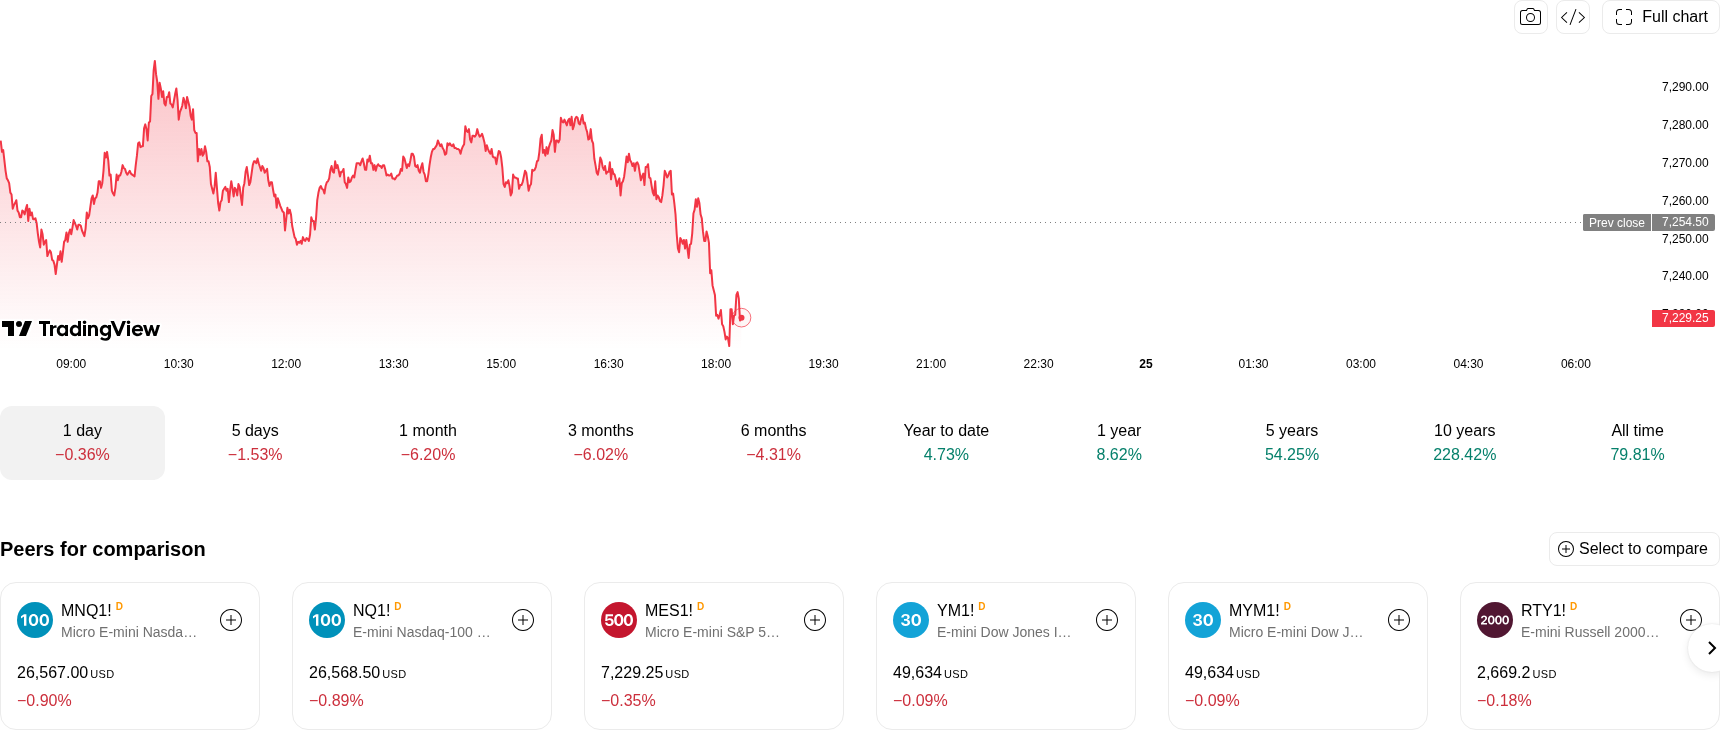 Full chart
7,290.00
7,280.00
7,270.00
7,260.00
Prev close 7,254.50
7,250.00
7,240.00
7,229.25
TradingView
09:00 10:30 12:00 13:30 15:00 16:30 18:00 19:30 21:00 22:30 25 01:30 03:00 04:30 06:00
1 day 5 days 1 month 3 months 6 months Year to date 1 year 5 years 10 years All time
−0.36% −1.53% −6.20% −6.02% −4.31% 4.73% 8.62% 54.25% 228.42% 79.81%
Peers for comparison
Select to compare
100 MNQ1! D
Micro E-mini Nasda…
26,567.00 USD
−0.90%
100 NQ1! D
E-mini Nasdaq-100 …
26,568.50 USD
−0.89%
500 MES1! D
Micro E-mini S&P 5…
7,229.25 USD
−0.35%
30 YM1! D
E-mini Dow Jones I…
49,634 USD
−0.09%
30 MYM1! D
Micro E-mini Dow J…
49,634 USD
−0.09%
2000 RTY1! D
E-mini Russell 2000…
2,669.2 USD
−0.18%